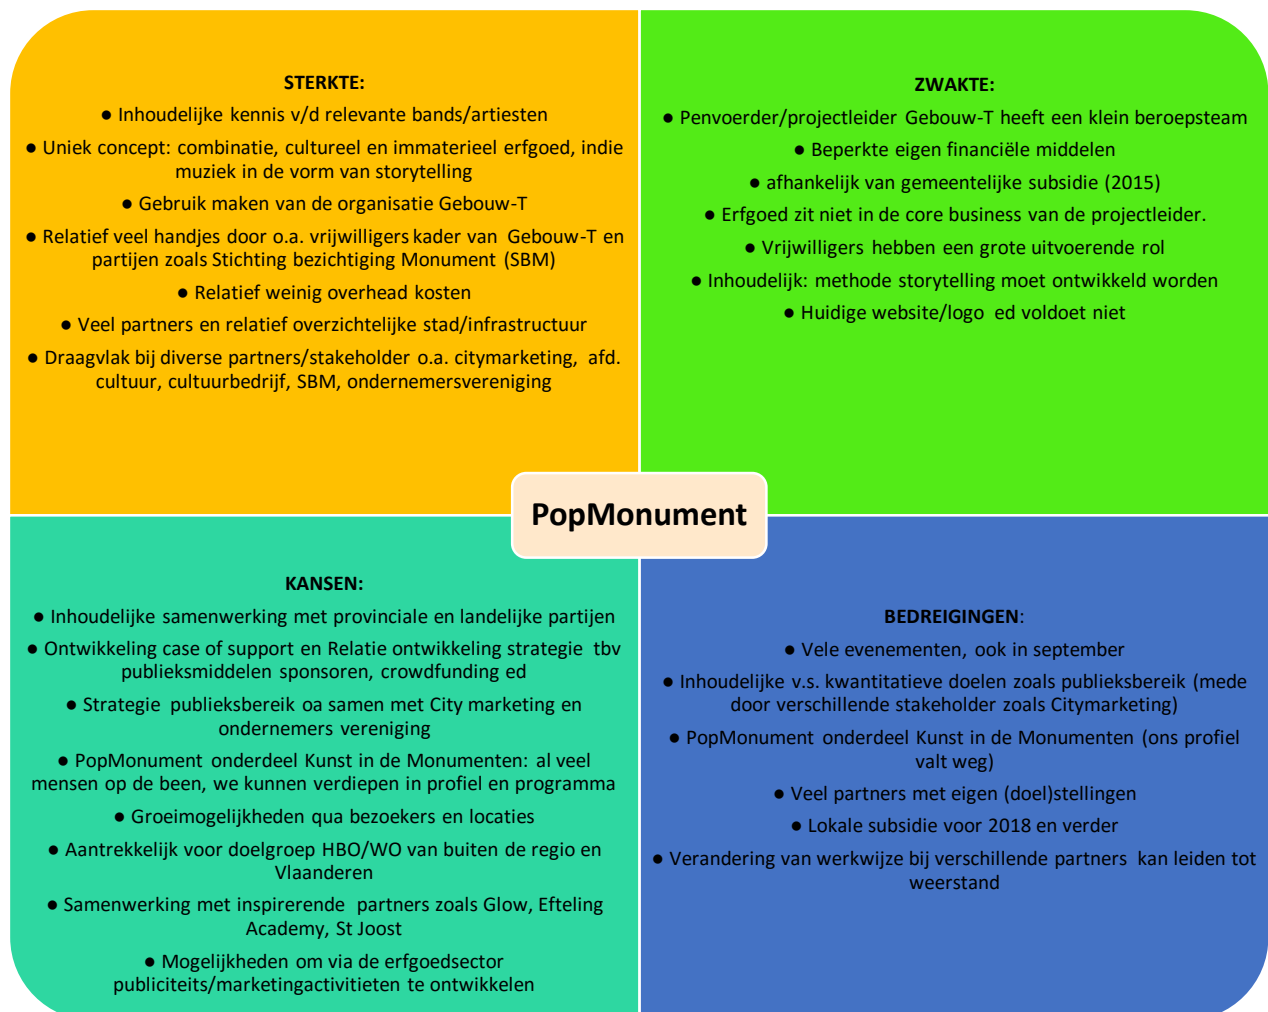 STERKTE:
● Inhoudelijke kennis v/d relevante bands/artiesten
● Uniek concept: combinatie, cultureel en immaterieel erfgoed, indie
muziek in de vorm van storytelling
● Gebruik maken van de organisatie Gebouw-T
● Relatief veel handjes door o.a. vrijwilligers kader van Gebouw-T en
partijen zoals Stichting bezichtiging Monument (SBM)
● Relatief weinig overhead kosten
● Veel partners en relatief overzichtelijke stad/infrastructuur
● Draagvlak bij diverse partners/stakeholder o.a. citymarketing, afd.
cultuur, cultuurbedrijf, SBM, ondernemersvereniging
ZWAKTE:
● Penvoerder/projectleider Gebouw-T heeft een klein beroepsteam
● Beperkte eigen financiële middelen
● afhankelijk van gemeentelijke subsidie (2015)
● Erfgoed zit niet in de core business van de projectleider.
● Vrijwilligers hebben een grote uitvoerende rol
● Inhoudelijk: methode storytelling moet ontwikkeld worden
● Huidige website/logo ed voldoet niet
PopMonument
KANSEN:
● Inhoudelijke samenwerking met provinciale en landelijke partijen
● Ontwikkeling case of support en Relatie ontwikkeling strategie tbv
publieksmiddelen sponsoren, crowdfunding ed
● Strategie publieksbereik oa samen met City marketing en
ondernemers vereniging
● PopMonument onderdeel Kunst in de Monumenten: al veel
mensen op de been, we kunnen verdiepen in profiel en programma
● Groeimogelijkheden qua bezoekers en locaties
● Aantrekkelijk voor doelgroep HBO/WO van buiten de regio en
Vlaanderen
● Samenwerking met inspirerende partners zoals Glow, Efteling
Academy, St Joost
● Mogelijkheden om via de erfgoedsector
publiciteits/marketingactivitieten te ontwikkelen
BEDREIGINGEN:
● Vele evenementen, ook in september
● Inhoudelijke v.s. kwantitatieve doelen zoals publieksbereik (mede
door verschillende stakeholder zoals Citymarketing)
● PopMonument onderdeel Kunst in de Monumenten (ons profiel
valt weg)
● Veel partners met eigen (doel)stellingen
● Lokale subsidie voor 2018 en verder
● Verandering van werkwijze bij verschillende partners kan leiden tot
weerstand